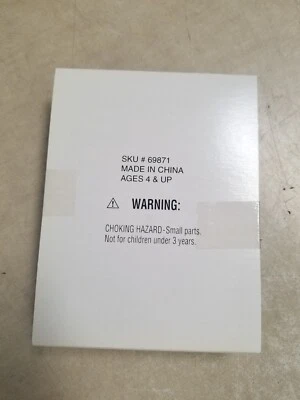 SKU # 69871
MADE IN CHINA
AGES 4 & UP
⚠ WARNING:
CHOKING HAZARD-Small parts.
Not for children under 3 years.